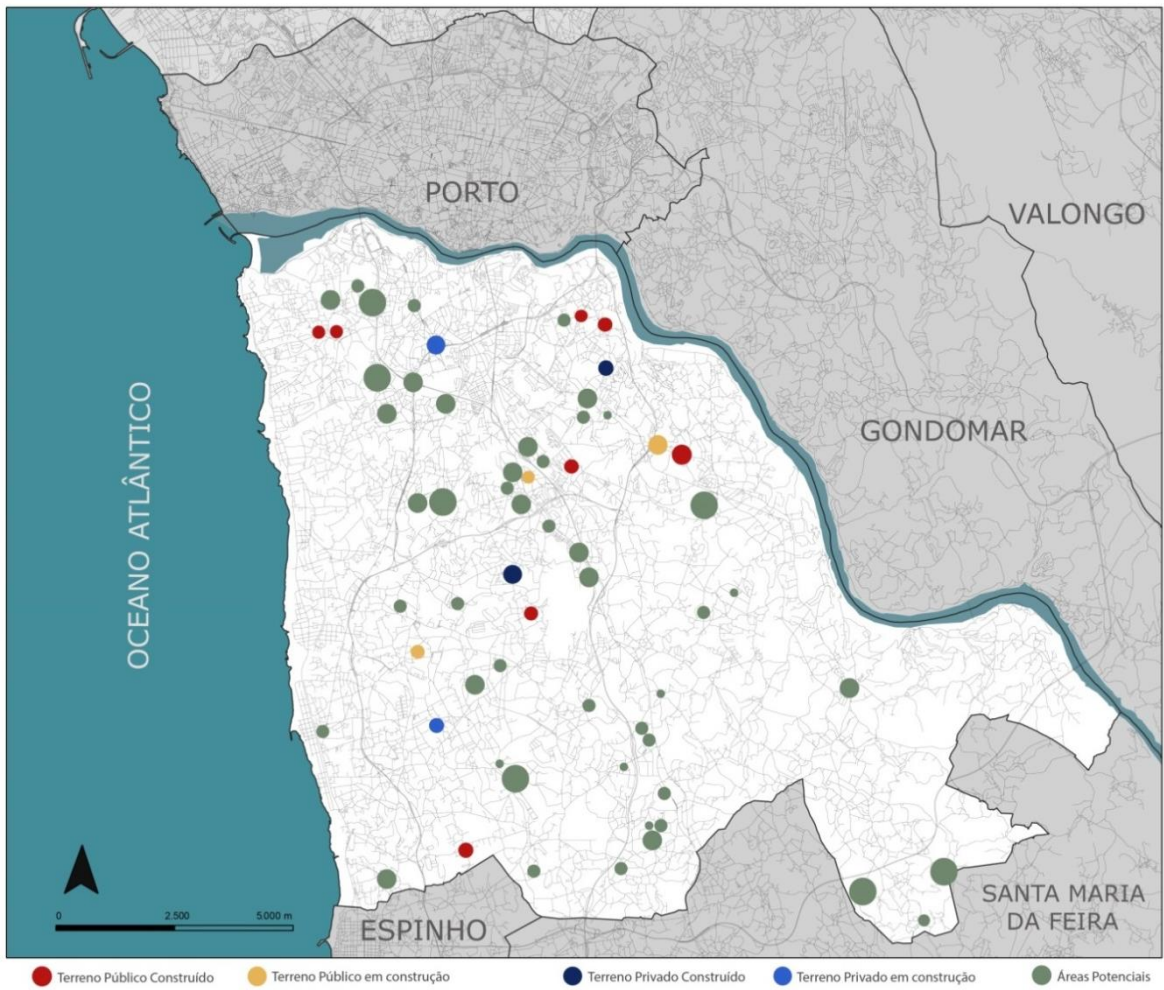 PORTO
VALONGO
GONDOMAR
OCEANO ATLÂNTICO
SANTA MARIA
DA FEIRA
ESPINHO
0 2.500 5.000 m
Terreno Público Construído Terreno Público em construção Terreno Privado Construído Terreno Privado em construção Áreas Potenciais